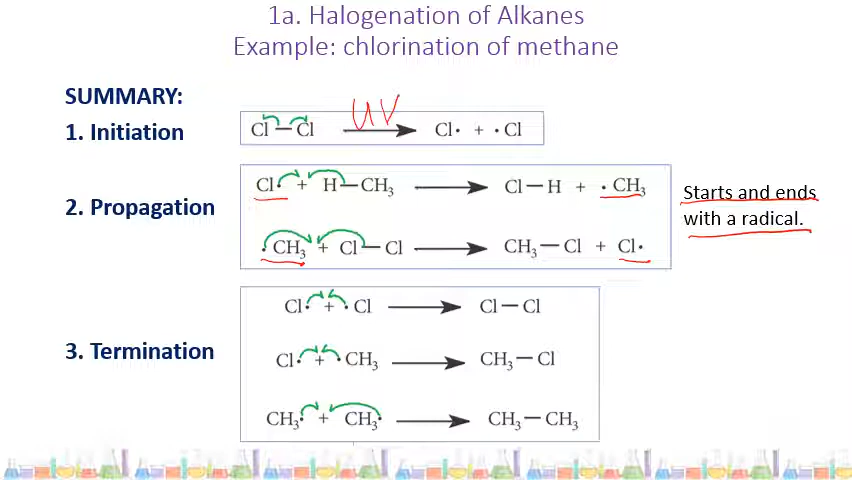 1a. Halogenation of Alkanes
Example: chlorination of methane
SUMMARY:
1. Initiation
Cl — Cl UV → Cl• + •Cl
2. Propagation
Cl• + H—CH₃ → Cl—H + •CH₃
•CH₃ + Cl—Cl → CH₃—Cl + Cl•
Starts and ends
with a radical.
3. Termination
Cl• + •Cl → Cl—Cl
Cl• + •CH₃ → CH₃—Cl
CH₃• + CH₃• → CH₃—CH₃